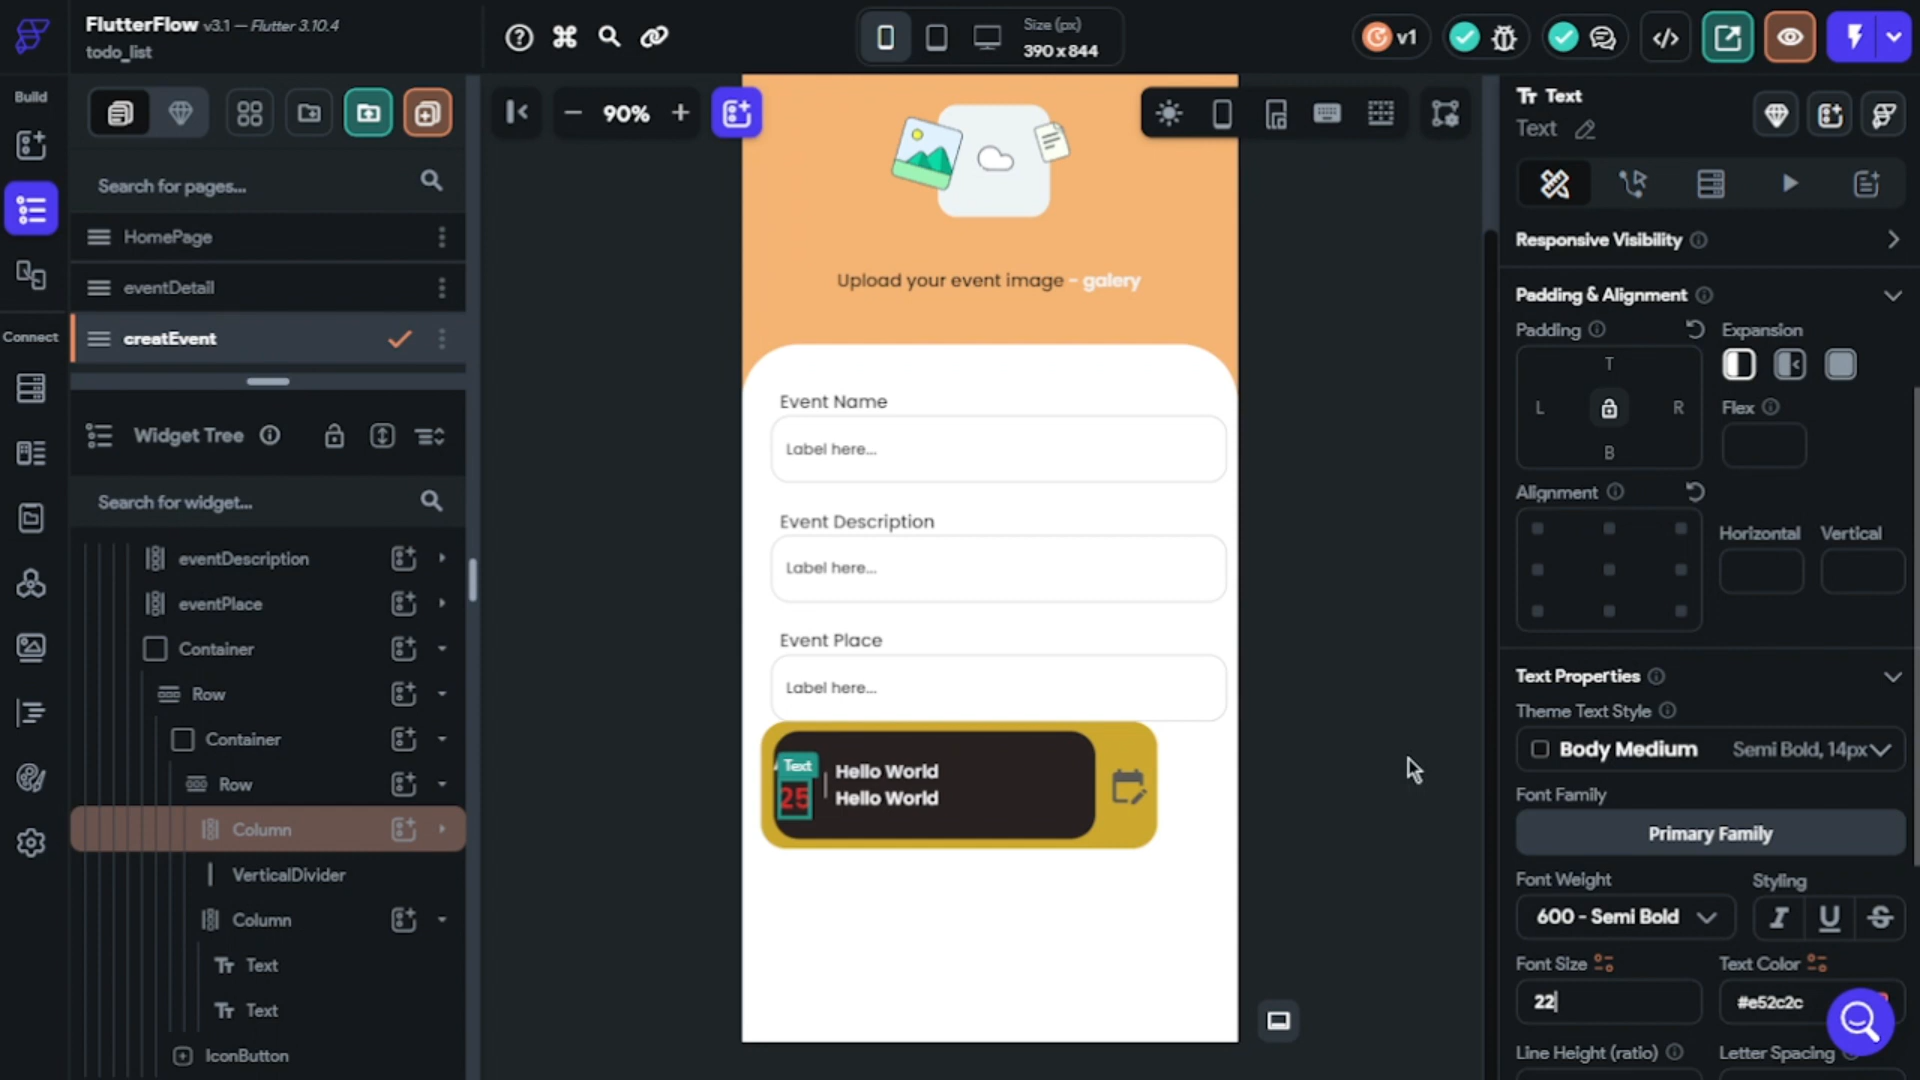 FlutterFlow v3.1 – Flutter 3.10.4
todo_list
Size (px)
390 x 844
v1
Build
Connect
Search for pages...
HomePage
eventDetail
creatEvent
Widget Tree
Search for widget...
eventDescription
eventPlace
Container
Row
Container
Row
Column
VerticalDivider
Column
Text
Text
IconButton
90%
Upload your event image - galery
Event Name
Label here...
Event Description
Label here...
Event Place
Label here...
Text
25
Hello World
Hello World
Text
Text
Responsive Visibility
Padding & Alignment
Padding
Expansion
T
L
R
B
Flex
Alignment
Horizontal
Vertical
Text Properties
Theme Text Style
Body Medium
Semi Bold, 14px
Font Family
Primary Family
Font Weight
Styling
600 - Semi Bold
I U S
Font Size
Text Color
22
#e52c2c
Line Height (ratio)
Letter Spacing